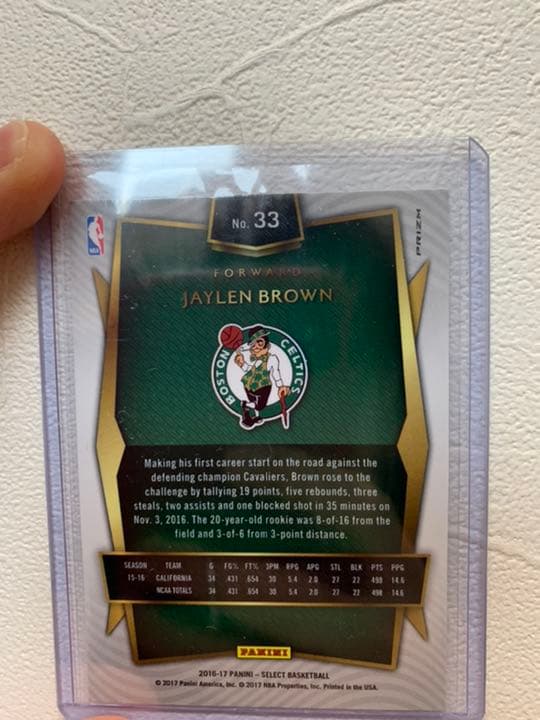 No. 33
NBA
PRIZM
FORWARD
JAYLEN BROWN
BOSTON CELTICS
Making his first career start on the road against the
defending champion Cavaliers, Brown rose to the
challenge by tallying 19 points, five rebounds, three
steals, two assists and one blocked shot in 35 minutes on
Nov. 3, 2016. The 20-year-old rookie was 8-of-16 from the
field and 3-of-6 from 3-point distance.
SEASON TEAM G FG% FT% 3PM RPG APG STL BLK PTS PPG
15-16 CALIFORNIA 34 .431 .654 30 5.4 2.0 27 22 498 14.6
NCAA TOTALS 34 .431 .654 30 5.4 2.0 27 22 498 14.6
PANINI
2016-17 PANINI – SELECT BASKETBALL
© 2017 Panini America, Inc. © 2017 NBA Properties, Inc. Printed in the USA.